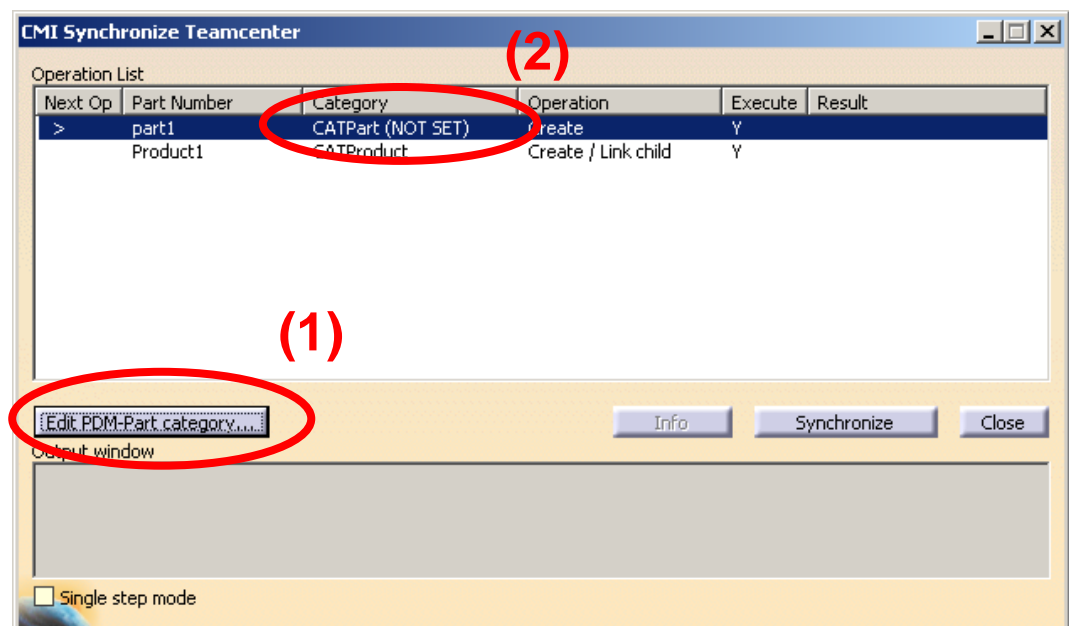 CMI Synchronize Teamcenter
(2)
Operation List
Next Op Part Number Category Operation Execute Result
> part1 CATPart (NOT SET) Create Y
Product1 CATProduct Create / Link child Y
(1)
Edit PDM-Part category..... Info Synchronize Close
Output window
Single step mode